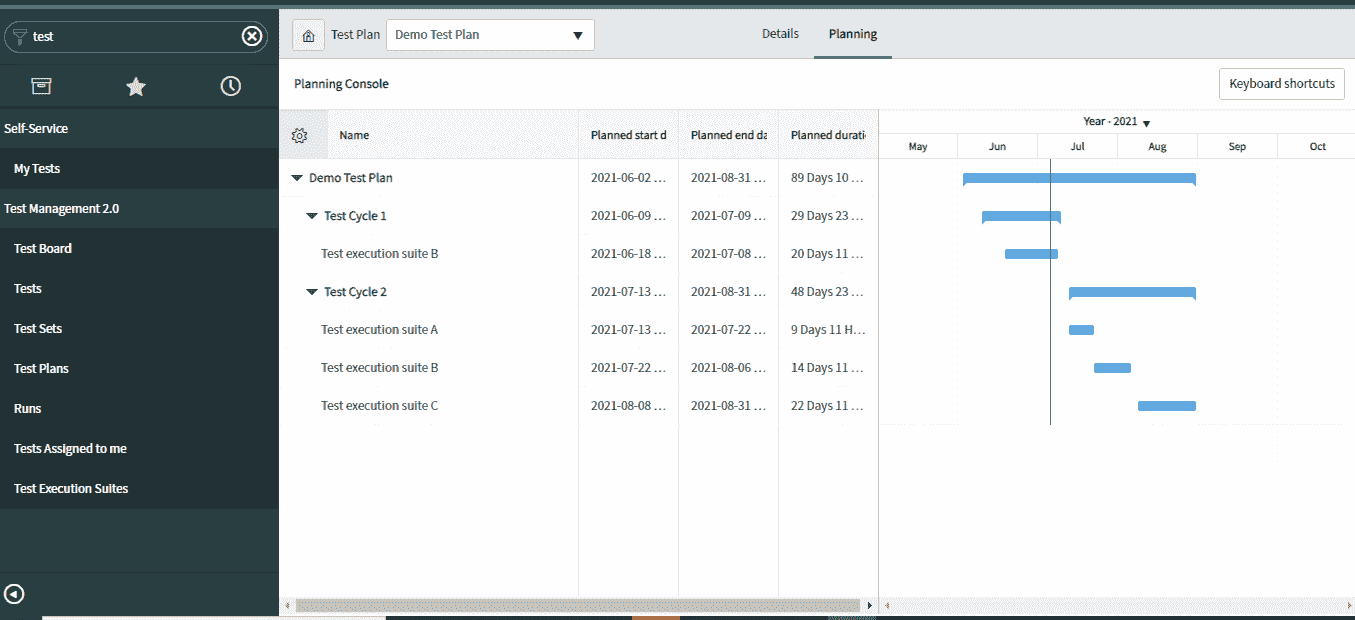 test
Self-Service
My Tests
Test Management 2.0
Test Board
Tests
Test Sets
Test Plans
Runs
Tests Assigned to me
Test Execution Suites
Test Plan Demo Test Plan Details Planning
Planning Console Keyboard shortcuts
Year - 2021
Name Planned start d Planned end da Planned durati May Jun Jul Aug Sep Oct
Demo Test Plan 2021-06-02 ... 2021-08-31 ... 89 Days 10 ...
Test Cycle 1 2021-06-09 ... 2021-07-09 ... 29 Days 23 ...
Test execution suite B 2021-06-18 ... 2021-07-08 ... 20 Days 11 ...
Test Cycle 2 2021-07-13 ... 2021-08-31 ... 48 Days 23 ...
Test execution suite A 2021-07-13 ... 2021-07-22 ... 9 Days 11 H...
Test execution suite B 2021-07-22 ... 2021-08-06 ... 14 Days 11 ...
Test execution suite C 2021-08-08 ... 2021-08-31 ... 22 Days 11 ...